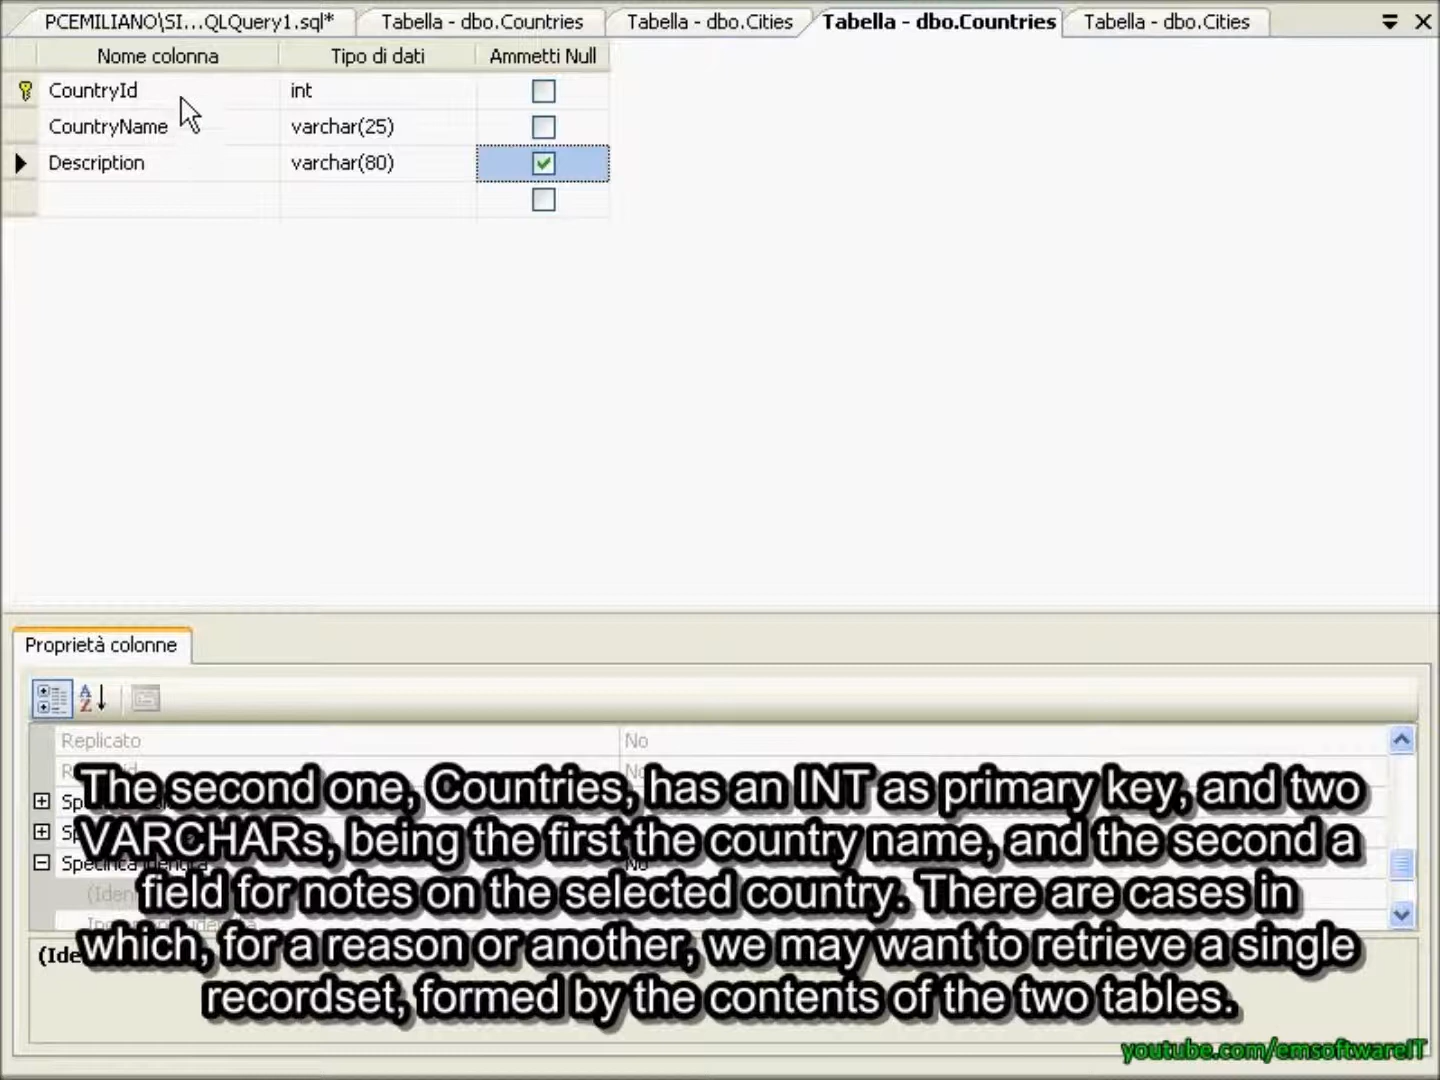 PCEMILIANO\SI...QLQuery1.sql* Tabella - dbo.Countries Tabella - dbo.Cities Tabella - dbo.Countries Tabella - dbo.Cities
Nome colonna Tipo di dati Ammetti Null
CountryId int
CountryName varchar(25)
Description varchar(80)
Proprietà colonne
Replicato No
The second one, Countries, has an INT as primary key, and two
VARCHARs, being the first the country name, and the second a
field for notes on the selected country. There are cases in
which, for a reason or another, we may want to retrieve a single
recordset, formed by the contents of the two tables.
youtube.com/emsoftwareIT